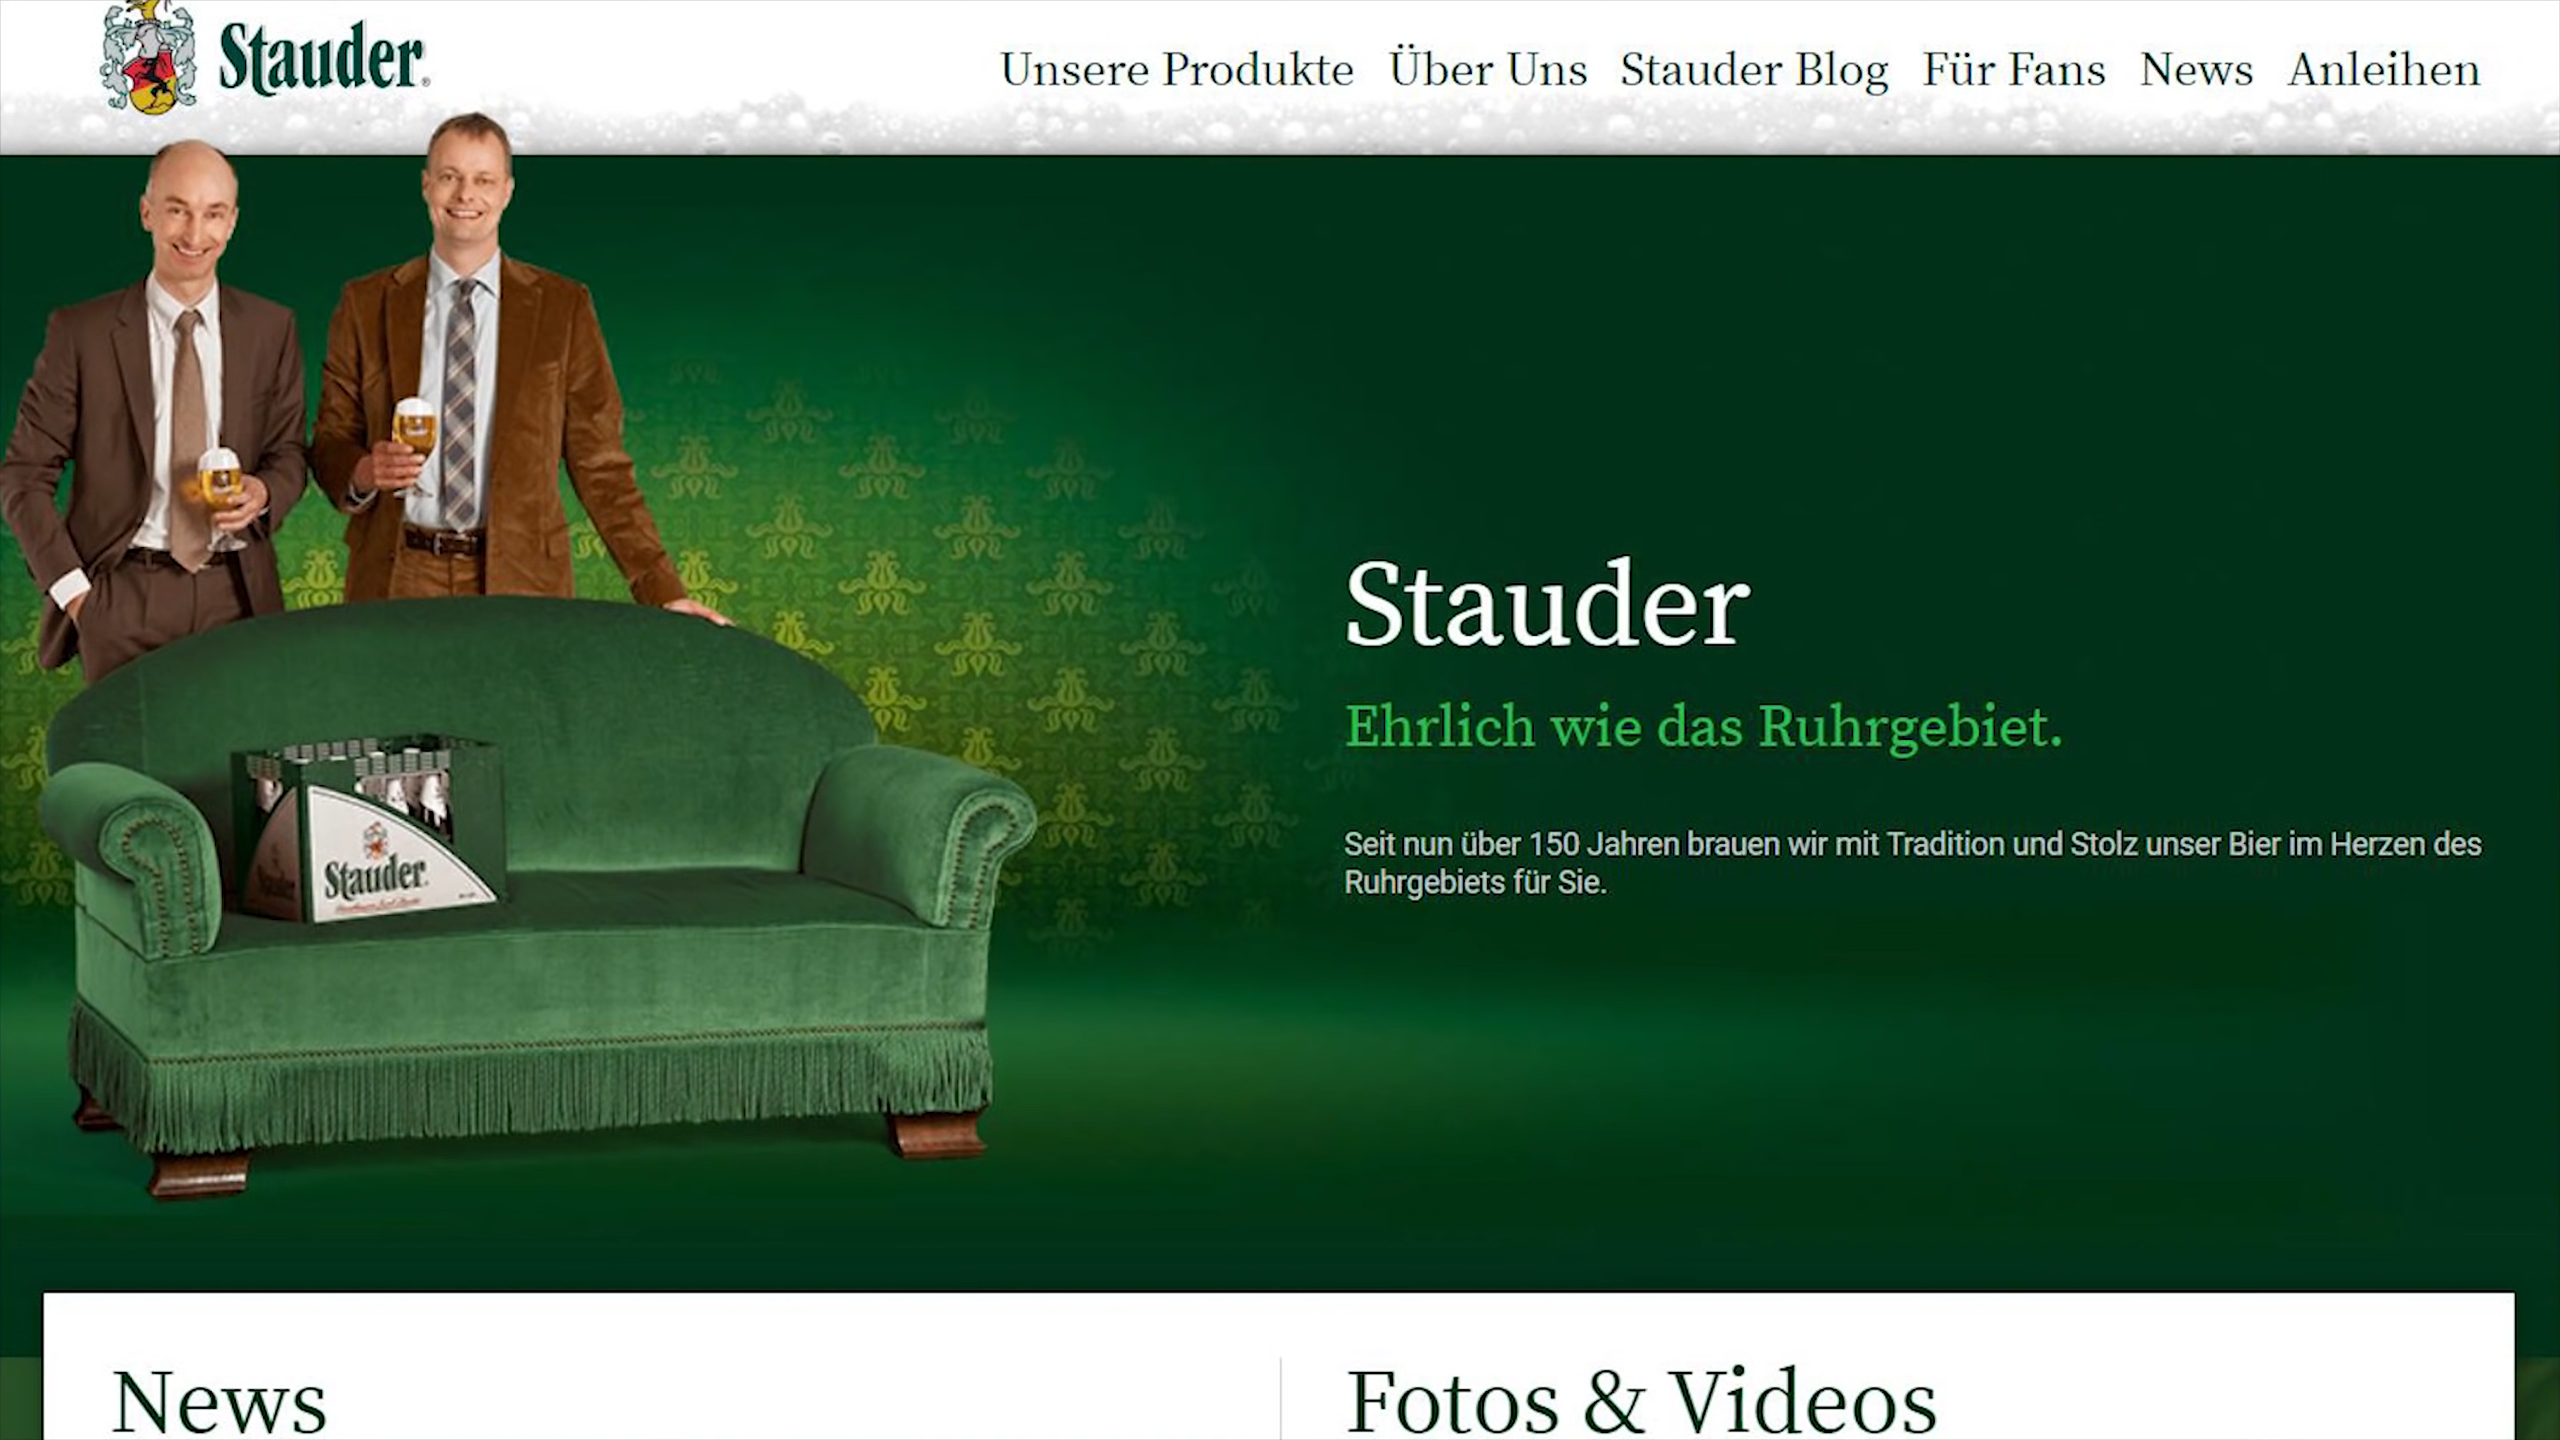 Stauder
Unsere Produkte Über Uns Stauder Blog Für Fans News Anleihen
Stauder
Ehrlich wie das Ruhrgebiet.
Seit nun über 150 Jahren brauen wir mit Tradition und Stolz unser Bier im Herzen des
Ruhrgebiets für Sie.
Stauder
News
Fotos & Videos